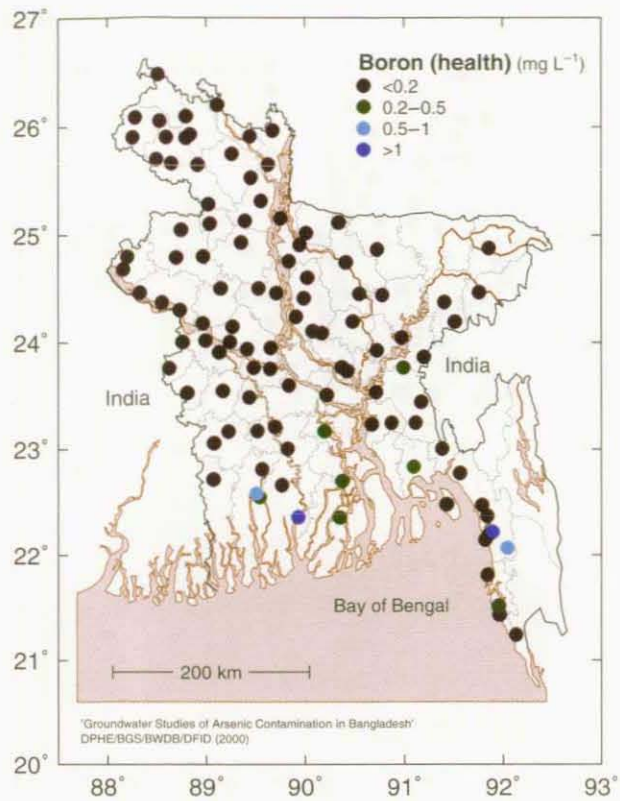 27°
26°
25°
24°
23°
22°
21°
20°
Boron (health) (mg L⁻¹)
<0.2
0.2–0.5
0.5–1
>1
India
India
Bay of Bengal
200 km
'Groundwater Studies of Arsenic Contamination in Bangladesh'
DPHE/BGS/BWDB/DFID (2000)
88° 89° 90° 91° 92° 93°